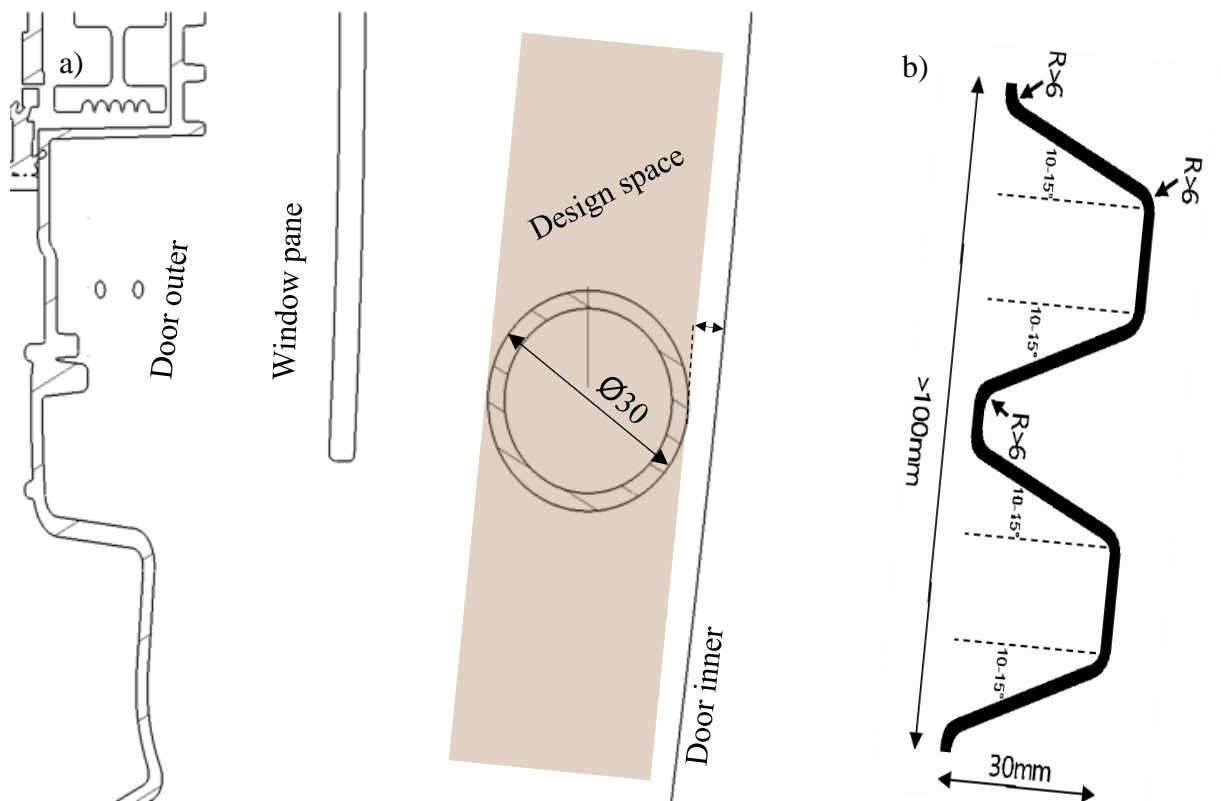 a)
Door outer
Window pane
Design space
Ø30
Door inner
b)
R>6
10-15°
R>6
10-15°
>100mm
R>6
10-15°
10-15°
30mm